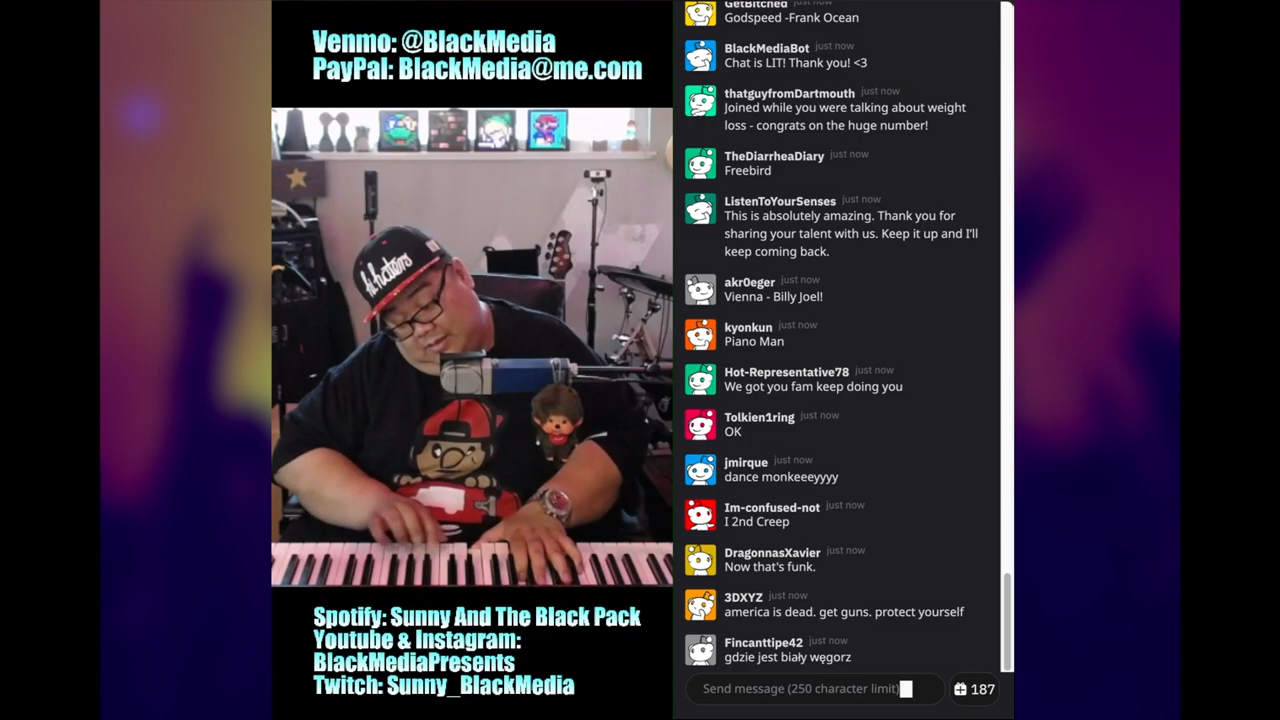 Venmo: @BlackMedia
PayPal: BlackMedia@me.com
hi haters
Spotify: Sunny And The Black Pack
Youtube & Instagram:
BlackMediaPresents
Twitch: Sunny_BlackMedia
GetBitched just now
Godspeed -Frank Ocean
BlackMediaBot just now
Chat is LIT! Thank you! <3
thatguyfromDartmouth just now
Joined while you were talking about weight
loss - congrats on the huge number!
TheDiarrheaDiary just now
Freebird
ListenToYourSenses just now
This is absolutely amazing. Thank you for
sharing your talent with us. Keep it up and I'll
keep coming back.
akr0eger just now
Vienna - Billy Joel!
kyonkun just now
Piano Man
Hot-Representative78 just now
We got you fam keep doing you
Tolkien1ring just now
OK
jmirque just now
dance monkeeeyyyy
Im-confused-not just now
I 2nd Creep
DragonnasXavier just now
Now that's funk.
3DXYZ just now
america is dead. get guns. protect yourself
Fincanttipe42 just now
gdzie jest biały węgorz
Send message (250 character limit)
187